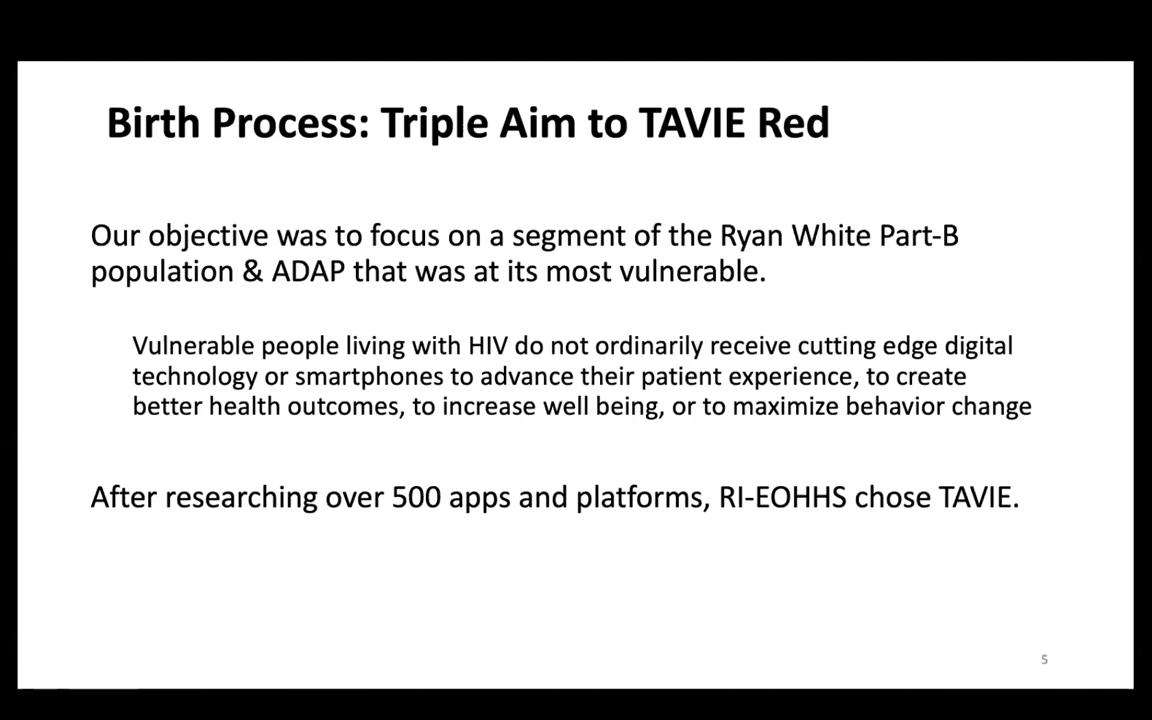 Birth Process: Triple Aim to TAVIE Red
Our objective was to focus on a segment of the Ryan White Part-B
population & ADAP that was at its most vulnerable.
Vulnerable people living with HIV do not ordinarily receive cutting edge digital
technology or smartphones to advance their patient experience, to create
better health outcomes, to increase well being, or to maximize behavior change
After researching over 500 apps and platforms, RI-EOHHS chose TAVIE.
5